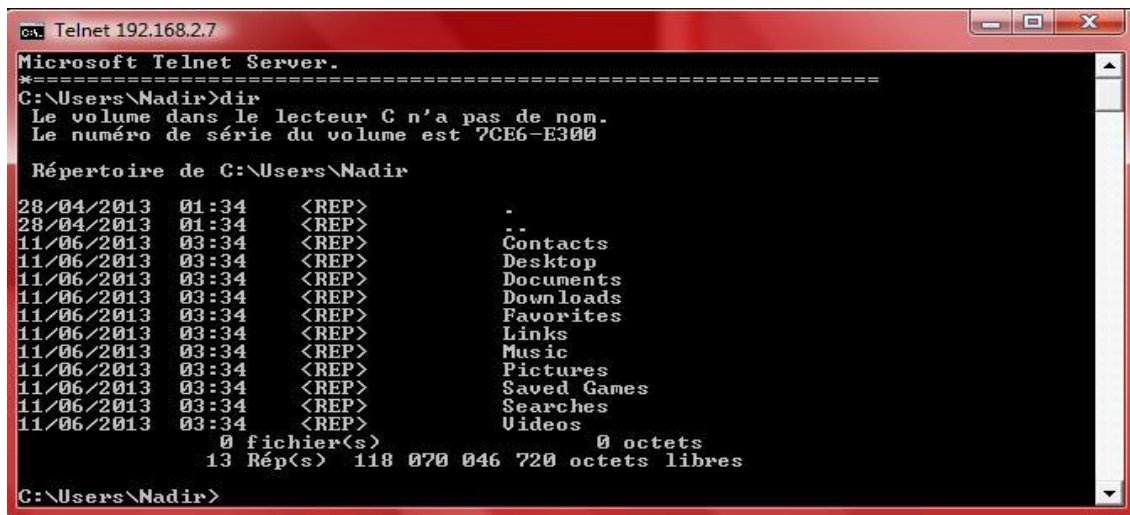 Telnet 192.168.2.7
Microsoft Telnet Server.
*===============================================================
C:\Users\Nadir>dir
Le volume dans le lecteur C n'a pas de nom.
Le numéro de série du volume est 7CE6-E300
Répertoire de C:\Users\Nadir
28/04/2013 01:34 <REP> .
28/04/2013 01:34 <REP> ..
11/06/2013 03:34 <REP> Contacts
11/06/2013 03:34 <REP> Desktop
11/06/2013 03:34 <REP> Documents
11/06/2013 03:34 <REP> Downloads
11/06/2013 03:34 <REP> Favorites
11/06/2013 03:34 <REP> Links
11/06/2013 03:34 <REP> Music
11/06/2013 03:34 <REP> Pictures
11/06/2013 03:34 <REP> Saved Games
11/06/2013 03:34 <REP> Searches
11/06/2013 03:34 <REP> Videos
0 fichier(s) 0 octets
13 Rép(s) 118 070 046 720 octets libres
C:\Users\Nadir>